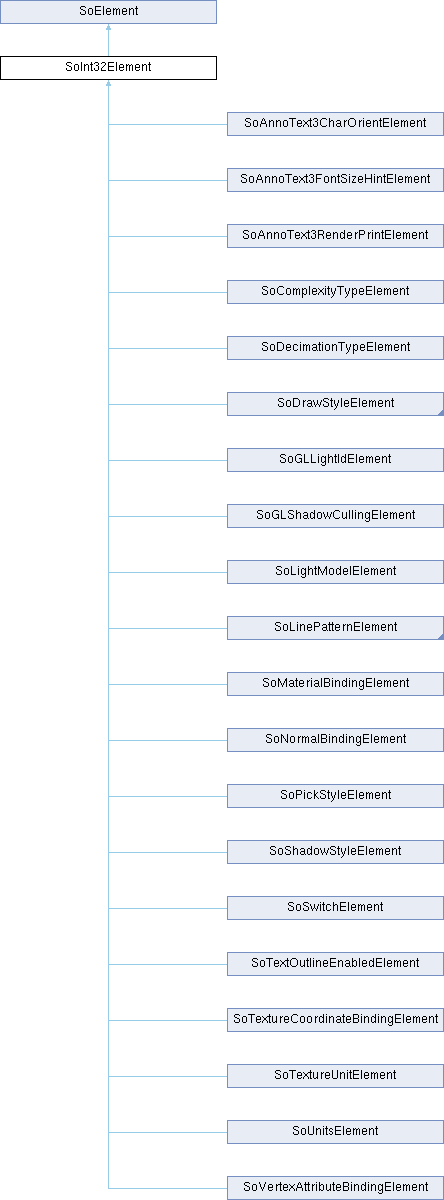 SoElement
SoInt32Element
SoAnnoText3CharOrientElement
SoAnnoText3FontSizeHintElement
SoAnnoText3RenderPrintElement
SoComplexityTypeElement
SoDecimationTypeElement
SoDrawStyleElement
SoGLLightIdElement
SoGLShadowCullingElement
SoLightModelElement
SoLinePatternElement
SoMaterialBindingElement
SoNormalBindingElement
SoPickStyleElement
SoShadowStyleElement
SoSwitchElement
SoTextOutlineEnabledElement
SoTextureCoordinateBindingElement
SoTextureUnitElement
SoUnitsElement
SoVertexAttributeBindingElement